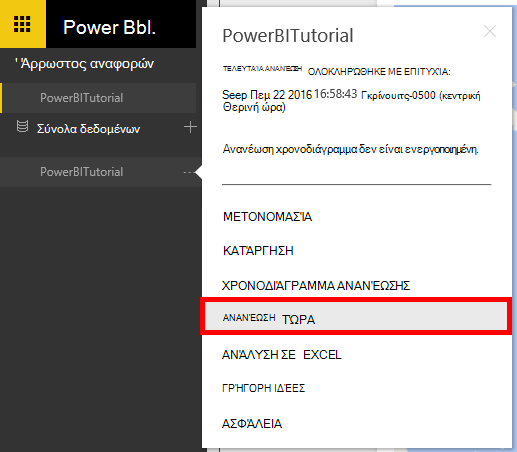 Power Bbl.
' Άρρωστος αναφορών
PowerBITutorial
Σύνολα δεδομένων
PowerBITutorial
PowerBITutorial
ΤΕΛΕΥΤΑΊΑ ΑΝΑΝΈΩΣΗ ΟΛΟΚΛΗΡΏΘΗΚΕ ΜΕ ΕΠΙΤΥΧΊΑ:
Seep Πεμ 22 2016 16:58:43 Γκρίνουιτς-0500 (κεντρική
Θερινή ώρα)
Ανανέωση χρονοδιάγραμμα δεν είναι ενεργοποιημένη.
ΜΕΤΟΝΟΜΑΣΊΑ
ΚΑΤΆΡΓΗΣΗ
ΧΡΟΝΟΔΙΆΓΡΑΜΜΑ ΑΝΑΝΈΩΣΗΣ
ΑΝΑΝΈΩΣΗ ΤΏΡΑ
ΑΝΆΛΥΣΗ ΣΕ EXCEL
ΓΡΉΓΟΡΗ ΙΔΈΕΣ
ΑΣΦΆΛΕΙΑ